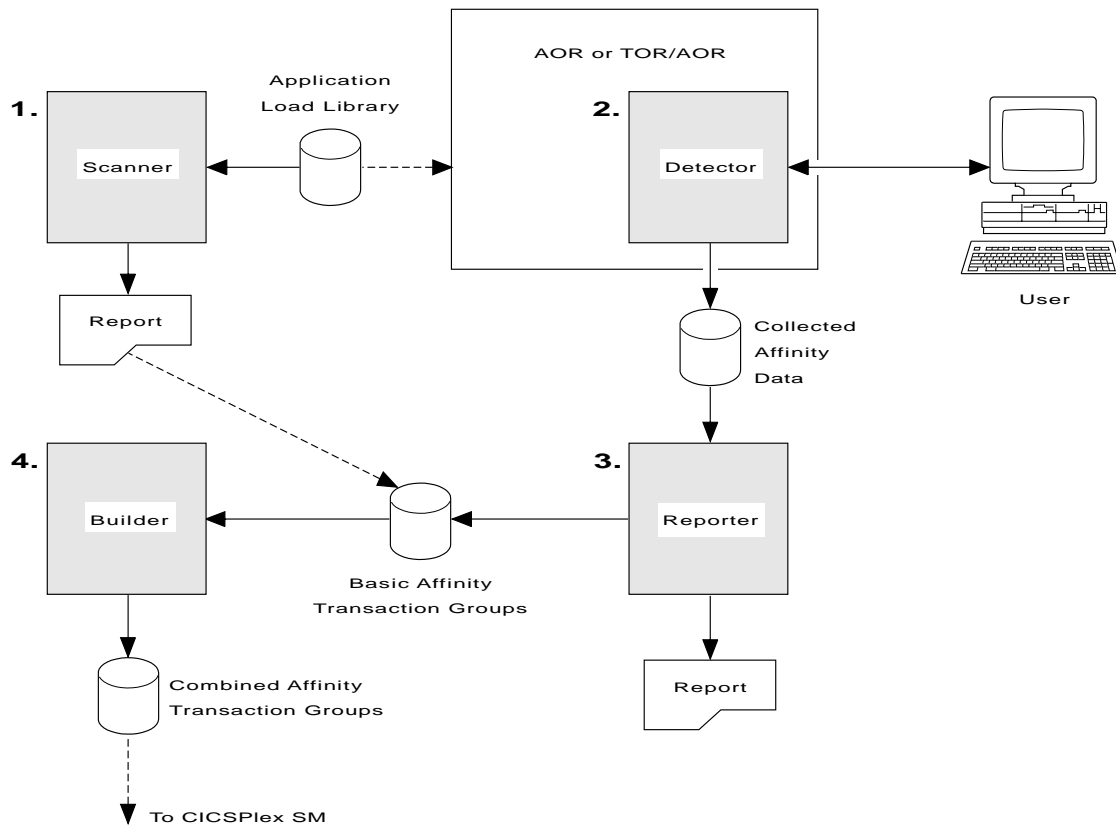 AOR or TOR/AOR
Application
Load Library
1.
2.
Scanner
Detector
User
Report
Collected
Affinity
Data
4.
3.
Builder
Reporter
Basic Affinity
Transaction Groups
Combined Affinity
Transaction Groups
Report
To CICSPlex SM